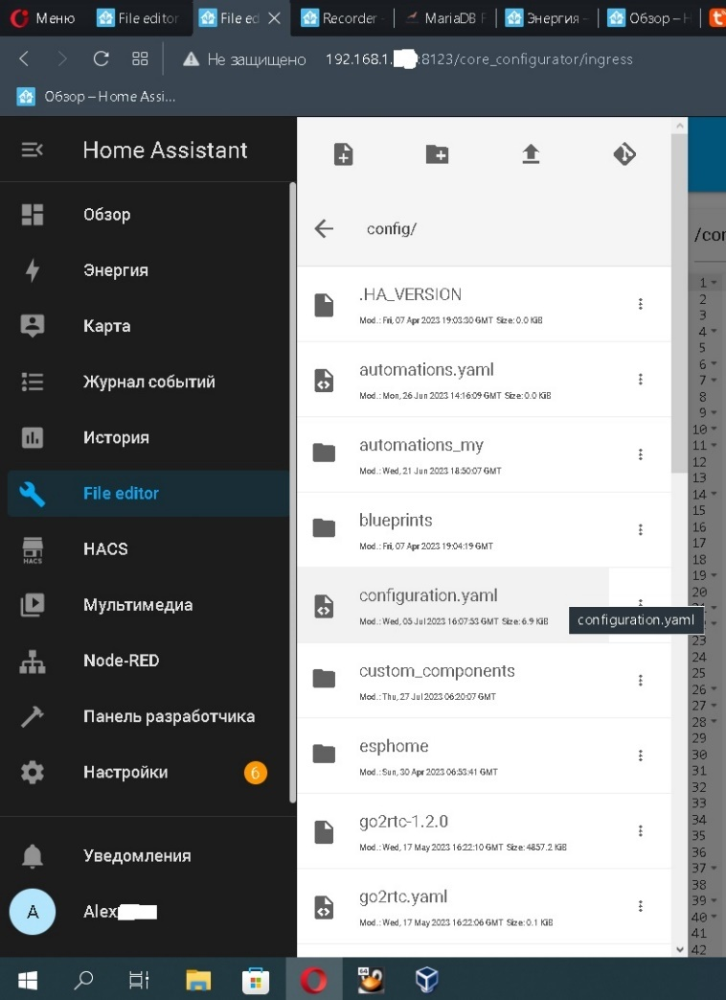 Меню
File editor
File ed
Recorder -
MariaDB F
Энергия –
Обзор – H
Не защищено 192.168.1. :8123/core_configurator/ingress
Обзор – Home Assi...
Home Assistant
Обзор
Энергия
Карта
Журнал событий
История
File editor
HACS
HACS
Мультимедиа
Node-RED
Панель разработчика
Настройки 6
Уведомления
A Alex
config/
.HA_VERSION
Mod.: Fri, 07 Apr 2023 19:03:30 GMT Size: 0.0 KiB
automations.yaml
Mod.: Mon, 26 Jun 2023 14:16:09 GMT Size: 0.0 KiB
automations_my
Mod.: Wed, 21 Jun 2023 18:50:07 GMT
blueprints
Mod.: Fri, 07 Apr 2023 19:04:19 GMT
configuration.yaml
Mod.: Wed, 05 Jul 2023 16:07:53 GMT Size: 6.9 KiB
configuration.yaml
custom_components
Mod.: Thu, 27 Jul 2023 06:20:07 GMT
esphome
Mod.: Sun, 30 Apr 2023 06:53:41 GMT
go2rtc-1.2.0
Mod.: Wed, 17 May 2023 16:22:10 GMT Size: 4857.2 KiB
go2rtc.yaml
Mod.: Wed, 17 May 2023 16:22:06 GMT Size: 0.1 KiB
/cor
1
2
3
4
5
6
7
8
9
10
11
12
13
14
15
16
17
18
19
20
23
24
25
26
27
28
29
30
31
32
33
34
35
36
37
38
39
40
41
42
64